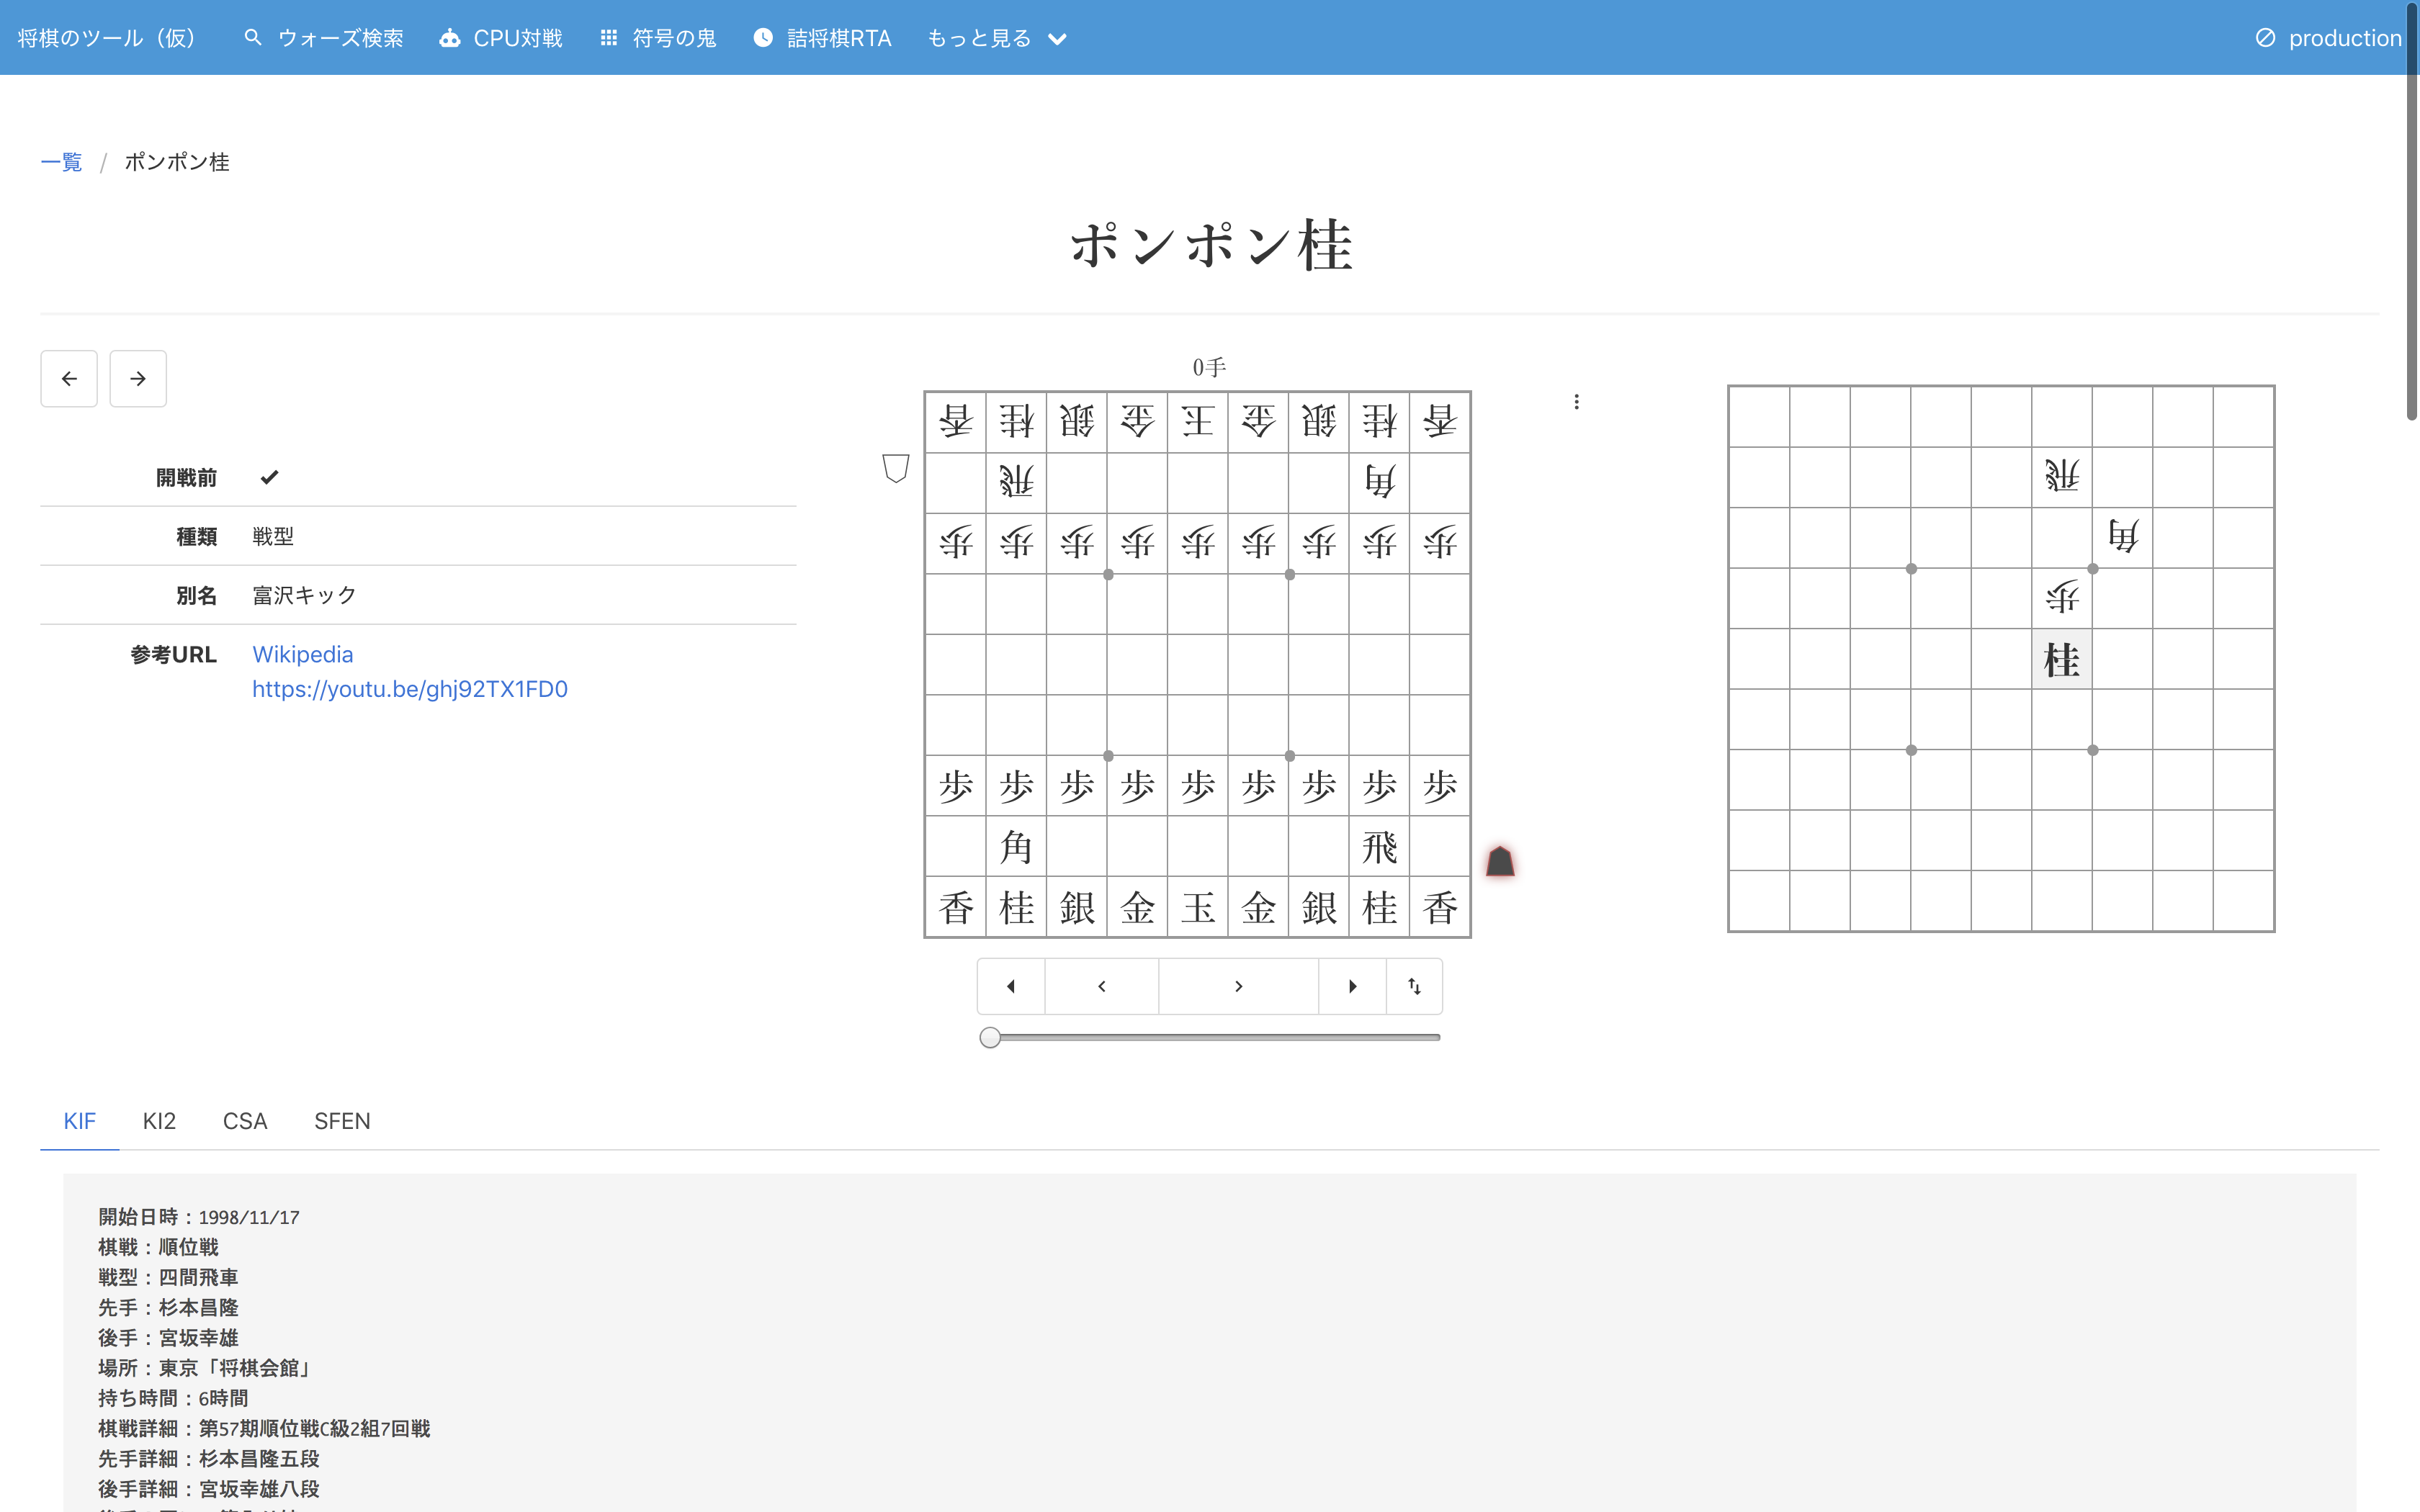 将棋のツール（仮） ウォーズ検索 CPU対戦 符号の鬼 詰将棋RTA もっと見る production
一覧 / ポンポン桂
ポンポン桂
開戦前
種類 戦型
別名 富沢キック
参考URL Wikipedia
https://youtu.be/ghj92TX1FD0
0手
香 桂 銀 金 王 金 銀 桂 香
飛 角
歩 歩 歩 歩 歩 歩 歩 歩 歩
歩 歩 歩 歩 歩 歩 歩 歩 歩
角 飛
香 桂 銀 金 玉 金 銀 桂 香
飛
角
歩
桂
KIF KI2 CSA SFEN
開始日時：1998/11/17
棋戦：順位戦
戦型：四間飛車
先手：杉本昌隆
後手：宮坂幸雄
場所：東京「将棋会館」
持ち時間：6時間
棋戦詳細：第57期順位戦C級2組7回戦
先手詳細：杉本昌隆五段
後手詳細：宮坂幸雄八段